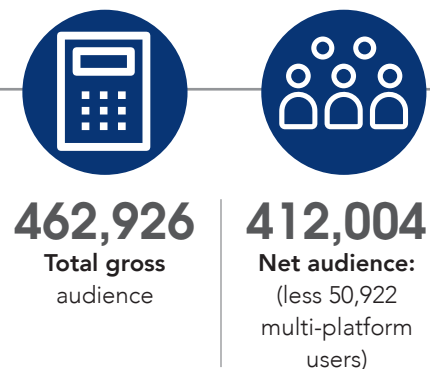 462,926
Total gross
audience
412,004
Net audience:
(less 50,922
multi-platform
users)